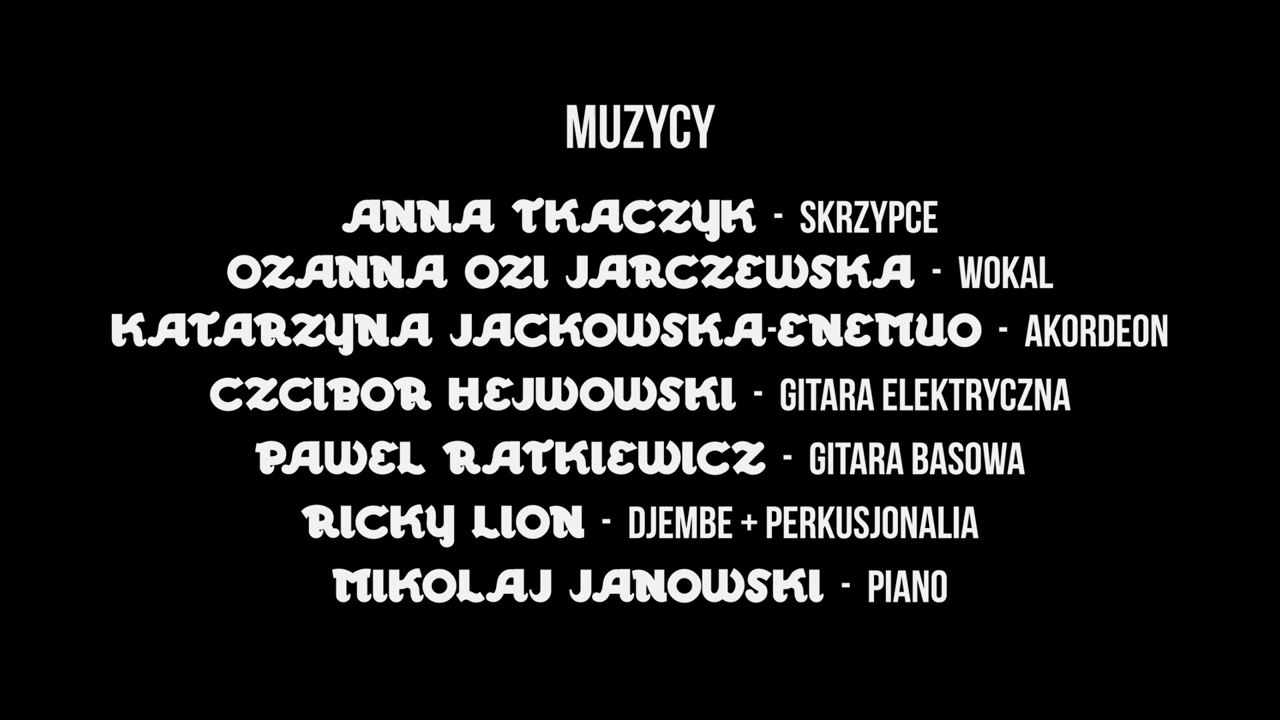 MUZYCY
ANNA TKACZYK - SKRZYPCE
OZANNA OZI JARCZEWSKA - WOKAL
KATARZYNA JACKOWSKA-ENEMUO - AKORDEON
CZCIBOR HEJWOWSKI - GITARA ELEKTRYCZNA
PAWEL RATKIEWICZ - GITARA BASOWA
RICKY LION - DJEMBE + PERKUSJONALIA
MIKOLAJ JANOWSKI - PIANO